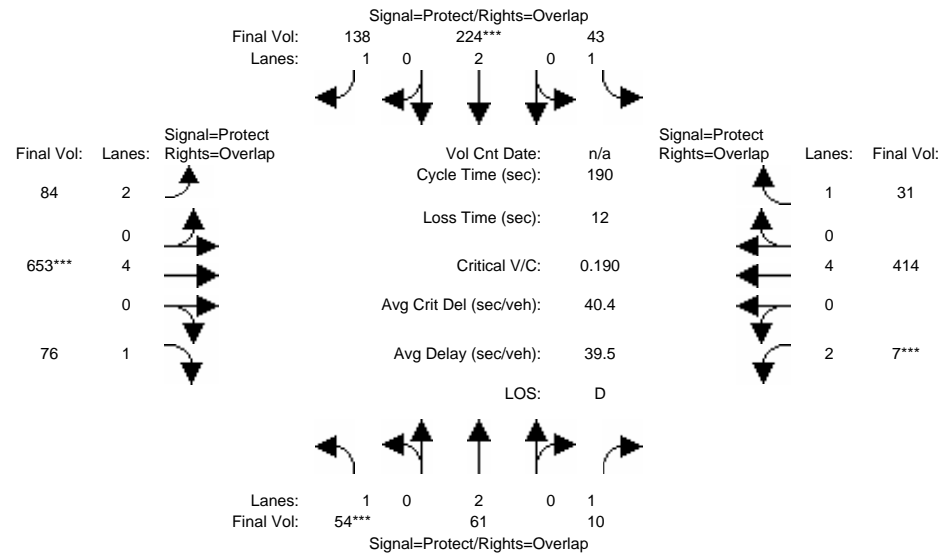 Signal=Protect/Rights=Overlap
Final Vol: 138 224*** 43
Lanes: 1 0 2 0 1
Signal=Protect
Final Vol: Lanes: Rights=Overlap
Vol Cnt Date: n/a
Signal=Protect
Rights=Overlap Lanes: Final Vol:
Cycle Time (sec): 190
84 2
1 31
Loss Time (sec): 12
0
0
653*** 4
Critical V/C: 0.190
4 414
0
Avg Crit Del (sec/veh): 40.4
0
76 1
Avg Delay (sec/veh): 39.5
2 7***
LOS: D
Lanes: 1 0 2 0 1
Final Vol: 54*** 61 10
Signal=Protect/Rights=Overlap